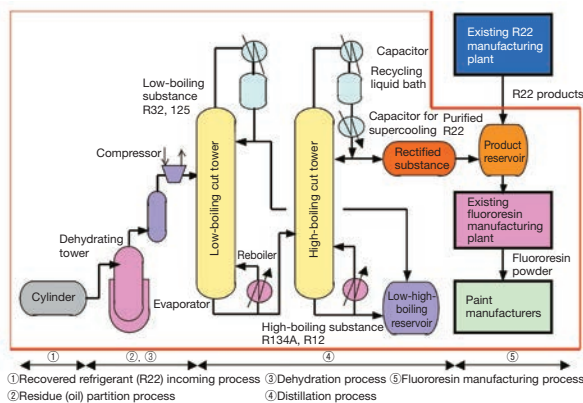 Existing R22
manufacturing
plant
R22 products
Capacitor
Recycling
liquid bath
Low-boiling
substance
R32, 125
Capacitor for
supercooling
Purified
R22
Compressor
Low-boiling cut tower
High-boiling cut tower
Rectified
substance
Product
reservoir
Existing
fluororesin
manufacturing
plant
Dehydrating
tower
Reboiler
Fluororesin
powder
Cylinder
Evaporator
Low-high-
boiling
reservoir
Paint
manufacturers
High-boiling substance
R134A, R12
① ②, ③ ④ ⑤
①Recovered refrigerant (R22) incoming process ③Dehydration process ⑤Fluororesin manufacturing process
②Residue (oil) partition process ④Distillation process